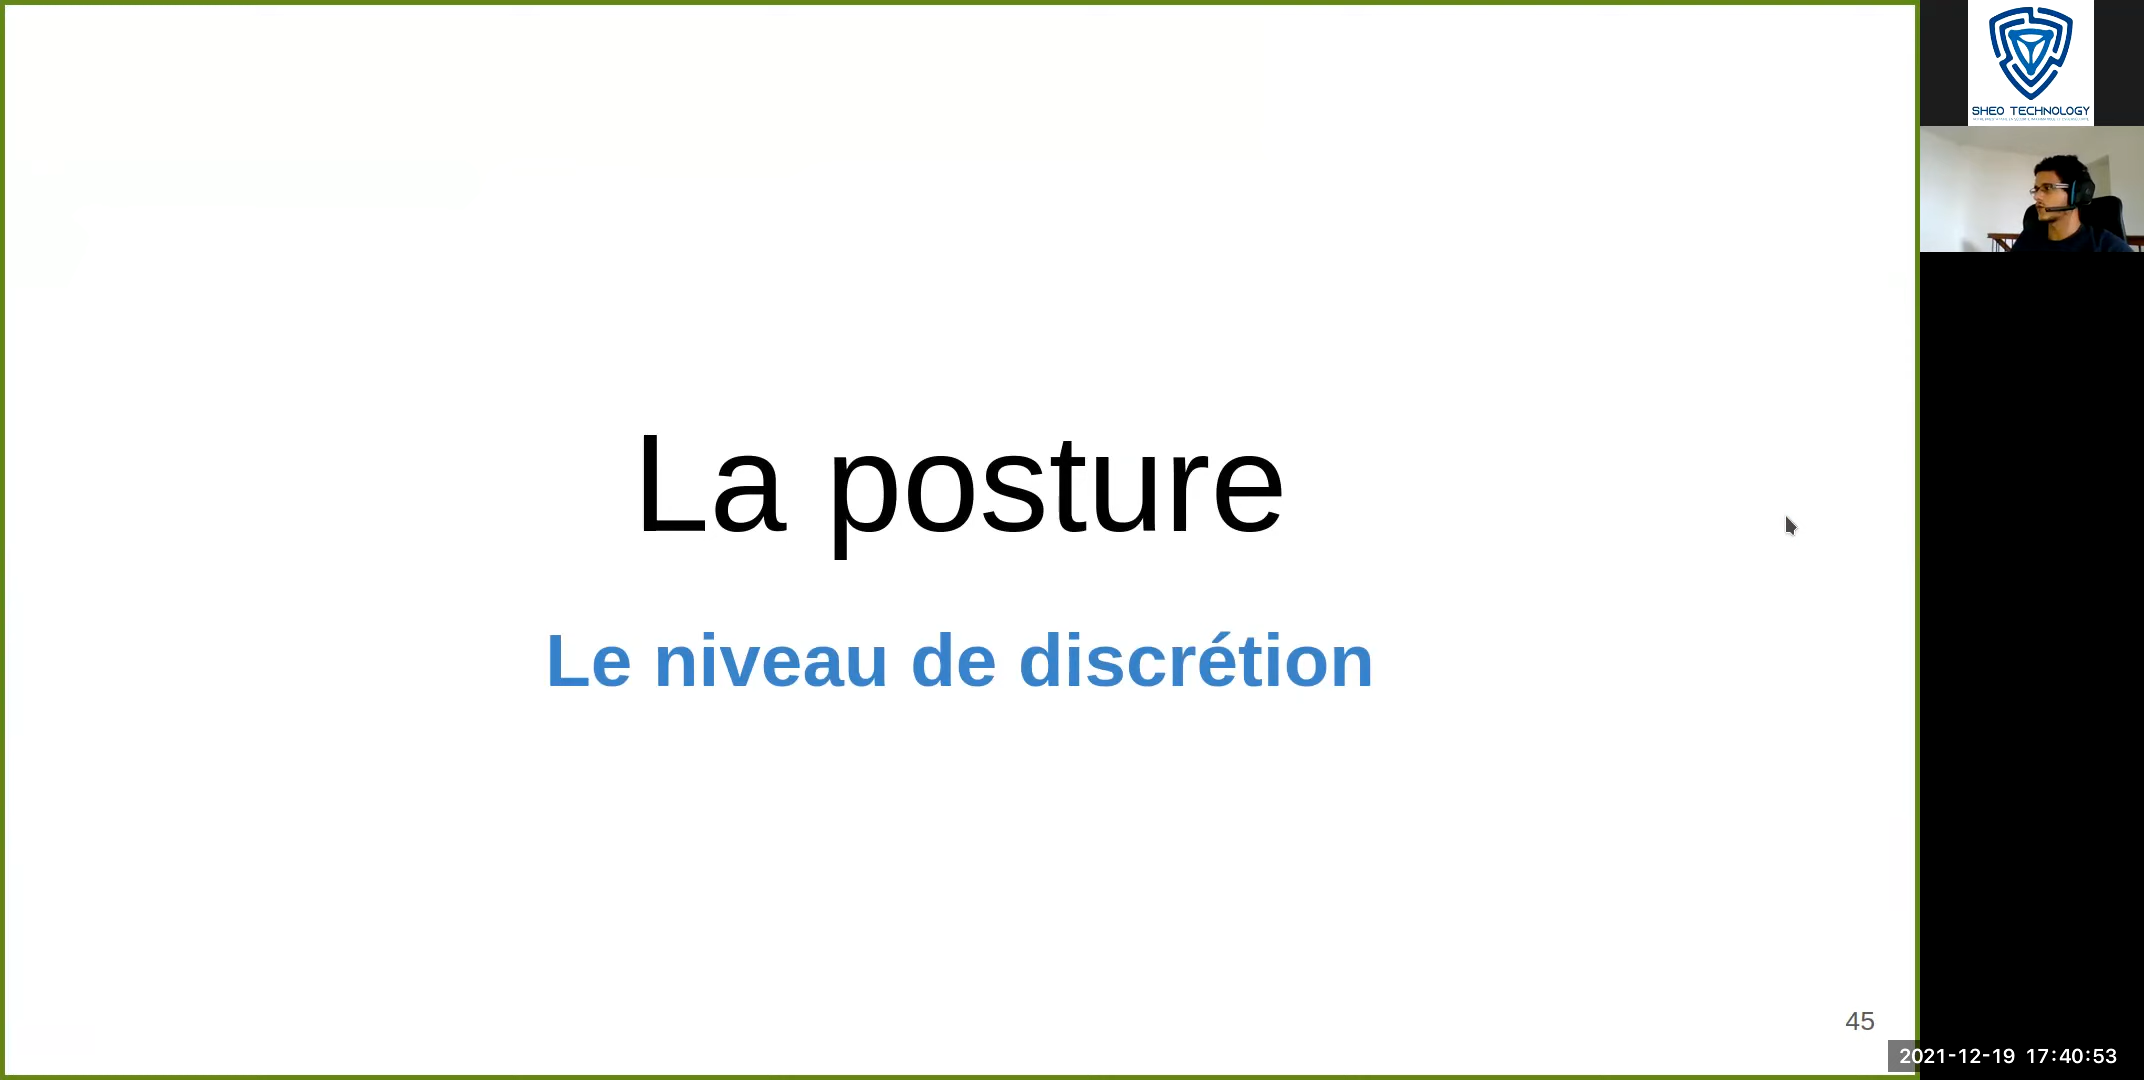 La posture
Le niveau de discrétion
45
SHEO TECHNOLOGY
2021-12-19 17:40:53